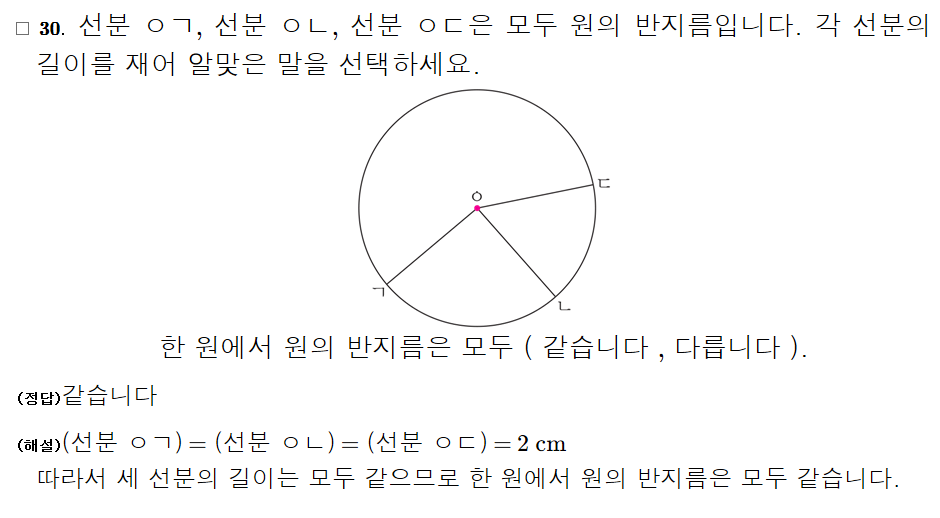 □ 30. 선분 ㅇㄱ, 선분 ㅇㄴ, 선분 ㅇㄷ은 모두 원의 반지름입니다. 각 선분의
길이를 재어 알맞은 말을 선택하세요.
ㅇ
ㄷ
ㄱ
ㄴ
한 원에서 원의 반지름은 모두 ( 같습니다 , 다릅니다 ).
(정답)같습니다
(해설)(선분 ㅇㄱ) = (선분 ㅇㄴ) = (선분 ㅇㄷ) = 2 cm
따라서 세 선분의 길이는 모두 같으므로 한 원에서 원의 반지름은 모두 같습니다.